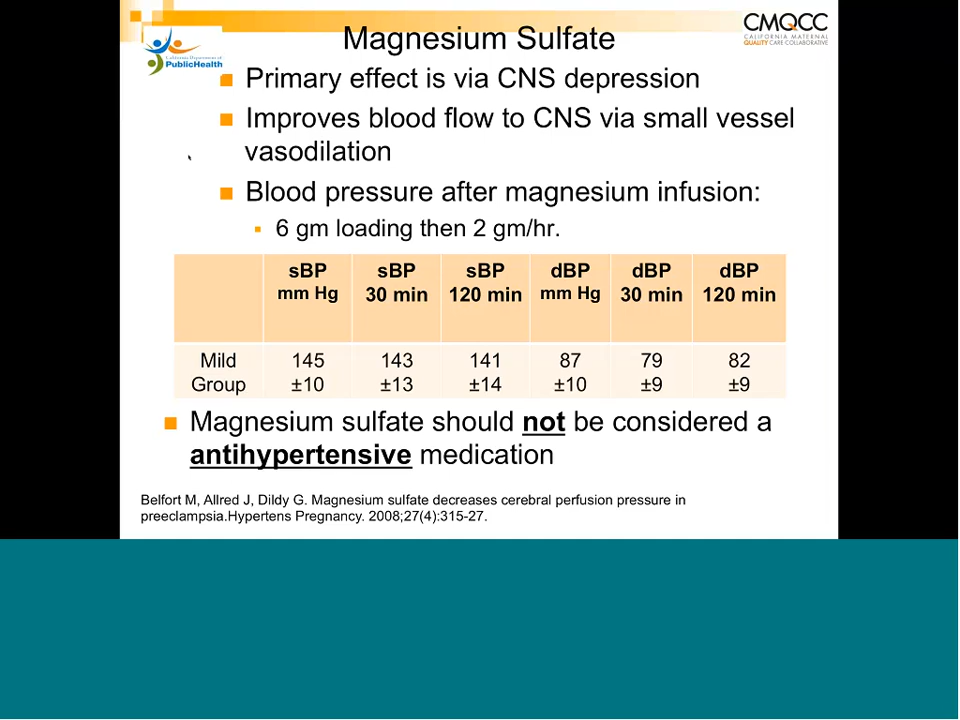 Magnesium Sulfate
CMQCC
CALIFORNIA MATERNAL
QUALITY CARE COLLABORATIVE
California Department of
PublicHealth
Primary effect is via CNS depression
Improves blood flow to CNS via small vessel
vasodilation
Blood pressure after magnesium infusion:
6 gm loading then 2 gm/hr.
sBP mm Hg sBP 30 min sBP 120 min dBP mm Hg dBP 30 min dBP 120 min
Mild Group 145 ±10 143 ±13 141 ±14 87 ±10 79 ±9 82 ±9
Magnesium sulfate should not be considered a
antihypertensive medication
Belfort M, Allred J, Dildy G. Magnesium sulfate decreases cerebral perfusion pressure in
preeclampsia.Hypertens Pregnancy. 2008;27(4):315-27.